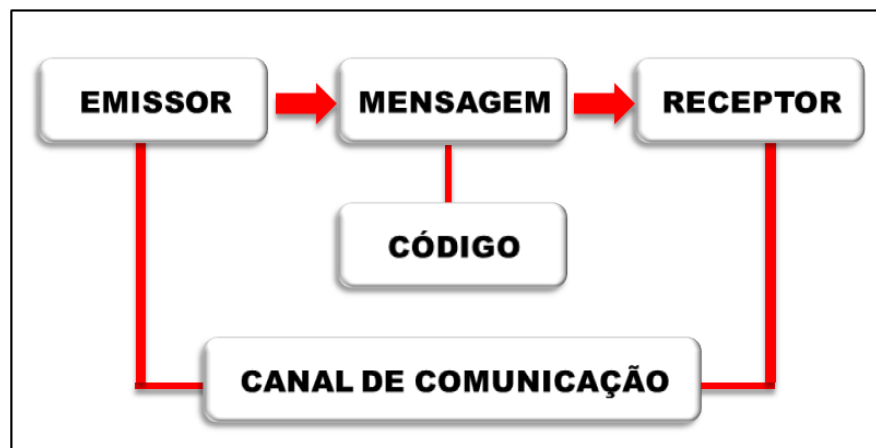 EMISSOR
MENSAGEM
RECEPTOR
CÓDIGO
CANAL DE COMUNICAÇÃO